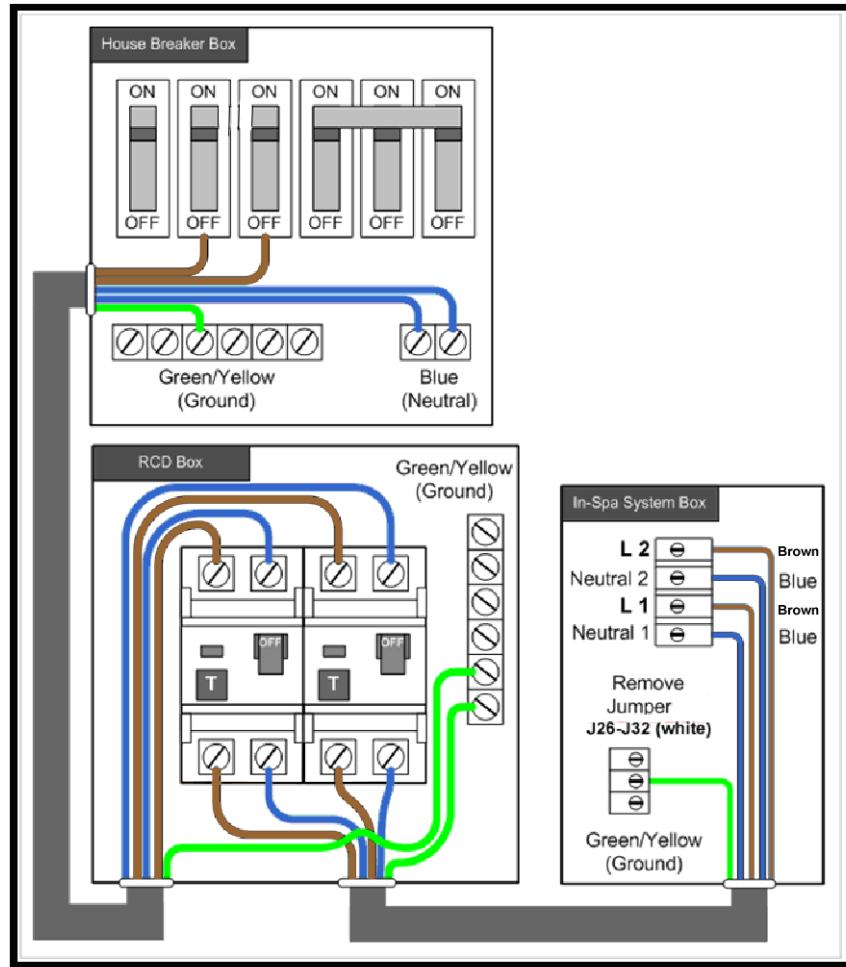 House Breaker Box
ON ON ON ON ON ON
OFF OFF OFF OFF OFF OFF
Green/Yellow
(Ground)
Blue
(Neutral)
RCD Box
Green/Yellow
(Ground)
OFF OFF
T T
In-Spa System Box
L 2 Brown
Neutral 2 Blue
L 1 Brown
Neutral 1 Blue
Remove
Jumper
J26-J32 (white)
Green/Yellow
(Ground)